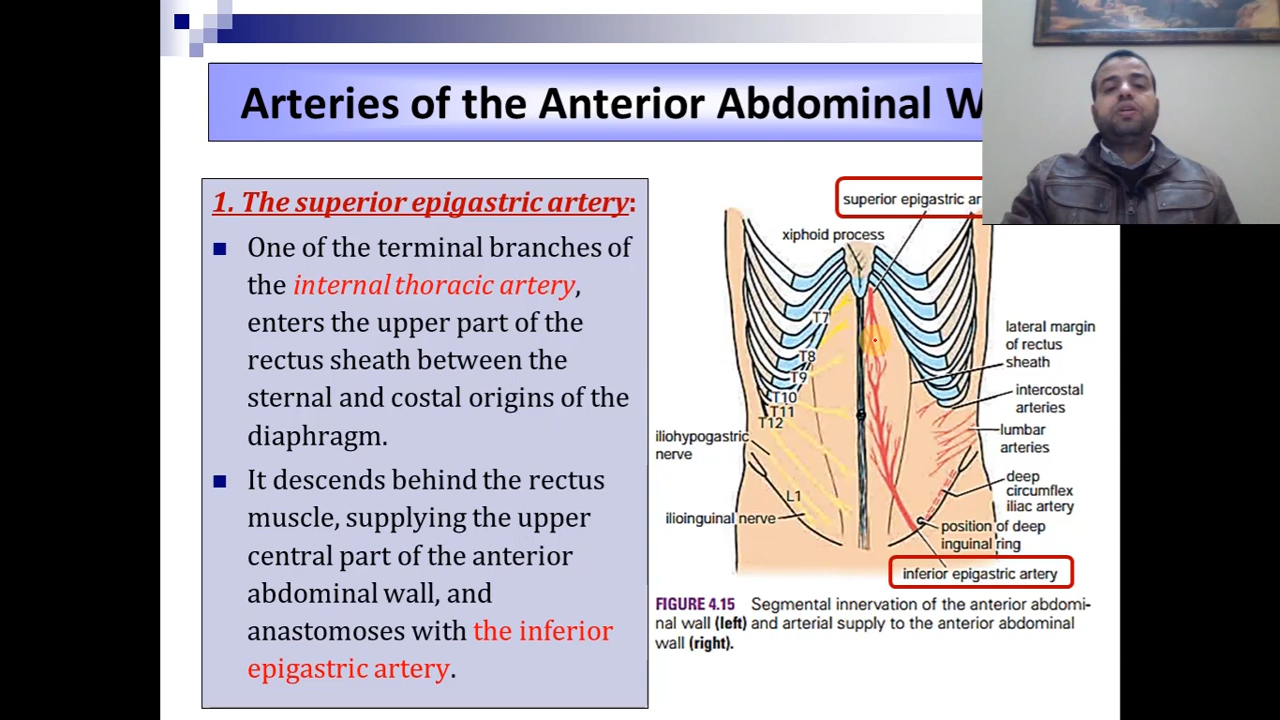 Arteries of the Anterior Abdominal
1. The superior epigastric artery:
One of the terminal branches of
the internal thoracic artery,
enters the upper part of the
rectus sheath between the
sternal and costal origins of the
diaphragm.
It descends behind the rectus
muscle, supplying the upper
central part of the anterior
abdominal wall, and
anastomoses with the inferior
epigastric artery.
superior epigastric
xiphoid process
T7
T8
T9
T10
T11
T12
iliohypogastric
nerve
L1
ilioinguinal nerve
lateral margin
of rectus
sheath
intercostal
arteries
lumbar
arteries
deep
circumflex
iliac artery
position of deep
inguinal ring
inferior epigastric artery
FIGURE 4.15 Segmental innervation of the anterior abdomi-
nal wall (left) and arterial supply to the anterior abdominal
wall (right).